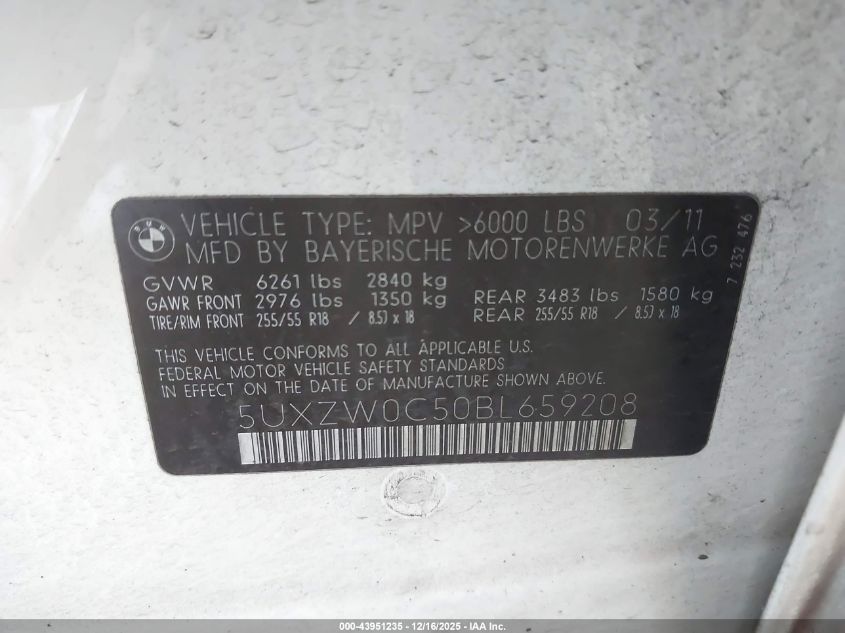 BMW
VEHICLE TYPE: MPV >6000 LBS 03/11
MFD BY BAYERISCHE MOTORENWERKE AG
GVWR 6261 lbs 2840 kg
GAWR FRONT 2976 lbs 1350 kg REAR 3483 lbs 1580 kg
TIRE/RIM FRONT 255/55 R18 / 8.5J x 18 REAR 255/55 R18 / 8.5J x 18
THIS VEHICLE CONFORMS TO ALL APPLICABLE U.S.
FEDERAL MOTOR VEHICLE SAFETY STANDARDS
IN EFFECT ON THE DATE OF MANUFACTURE SHOWN ABOVE.
5UXZW0C50BL659208
7 232 476
000-43951235 - 12/16/2025 - IAA Inc.